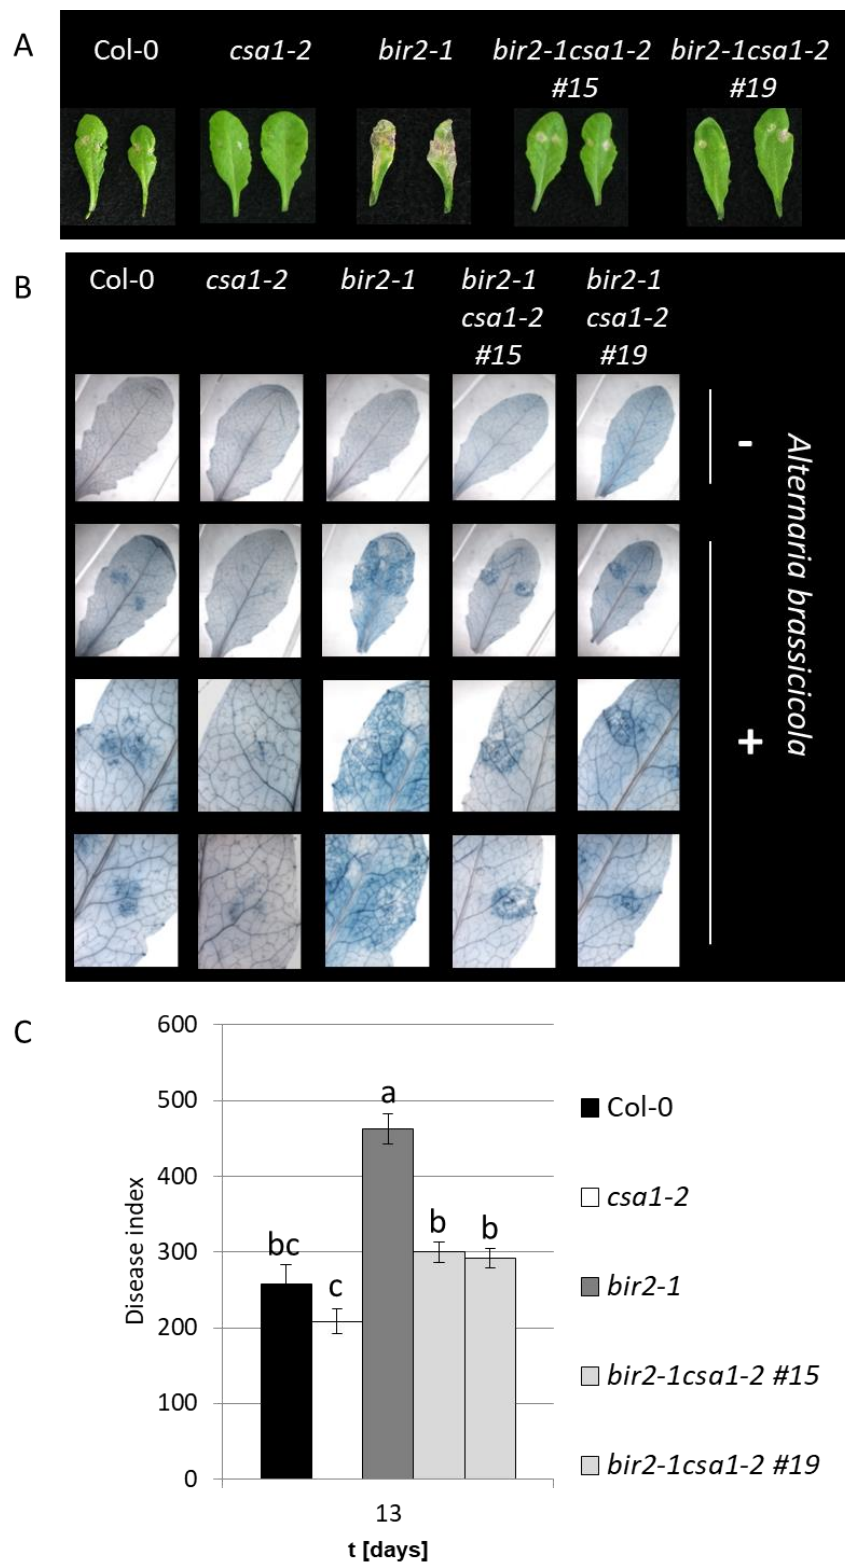 A
Col-0 csa1-2 bir2-1 bir2-1csa1-2 bir2-1csa1-2
#15 #19
B
Col-0 csa1-2 bir2-1 bir2-1 bir2-1
csa1-2 csa1-2
#15 #19
-
+
Alternaria brassicicola
C
600
500
400
300
200
100
0
Disease index
bc
c
a
b
b
13
t [days]
Col-0
csa1-2
bir2-1
bir2-1csa1-2 #15
bir2-1csa1-2 #19